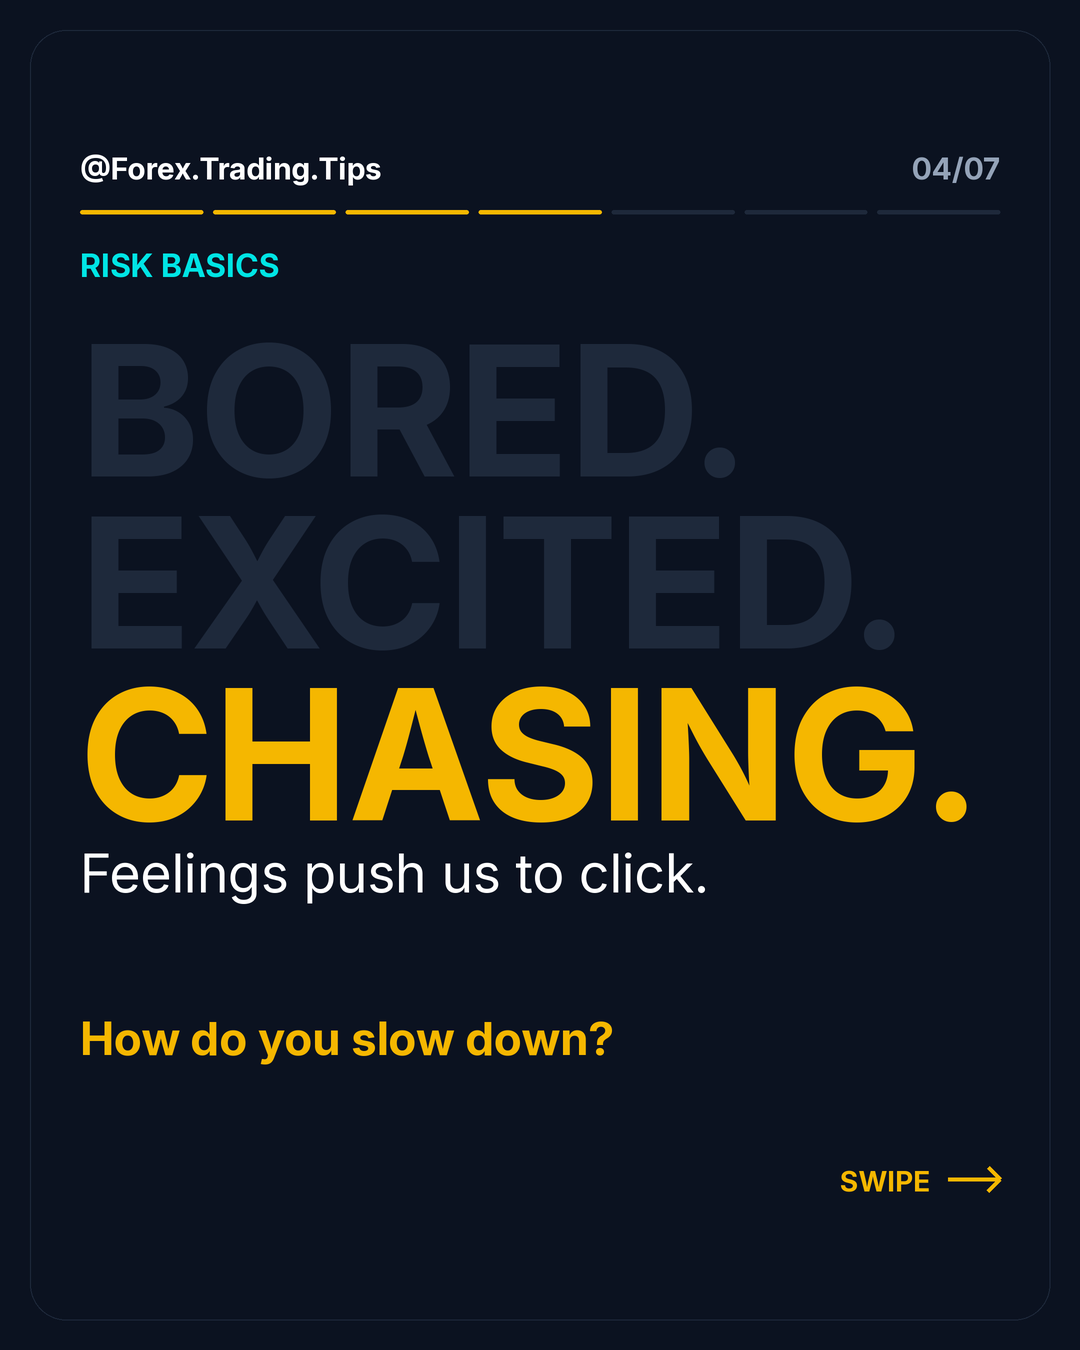 @Forex.Trading.Tips
04/07
RISK BASICS
BORED.
EXCITED.
CHASING.
Feelings push us to click.
How do you slow down?
SWIPE